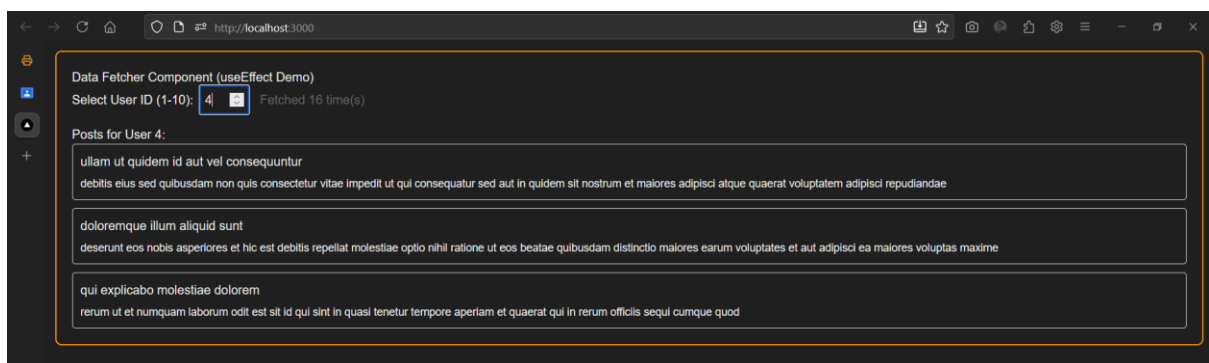 http://localhost:3000
Data Fetcher Component (useEffect Demo)
Select User ID (1-10): 4 Fetched 16 time(s)
Posts for User 4:
ullam ut quidem id aut vel consequuntur
debitis eius sed quibusdam non quis consectetur vitae impedit ut qui consequatur sed aut in quidem sit nostrum et maiores adipisci atque quaerat voluptatem adipisci repudiandae
doloremque illum aliquid sunt
deserunt eos nobis asperiores et hic est debitis repellat molestiae optio nihil ratione ut eos beatae quibusdam distinctio maiores earum voluptates et aut adipisci ea maiores voluptas maxime
qui explicabo molestiae dolorem
rerum ut et numquam laborum odit est sit id qui sint in quasi tenetur tempore aperiam et quaerat qui in rerum officiis sequi cumque quod